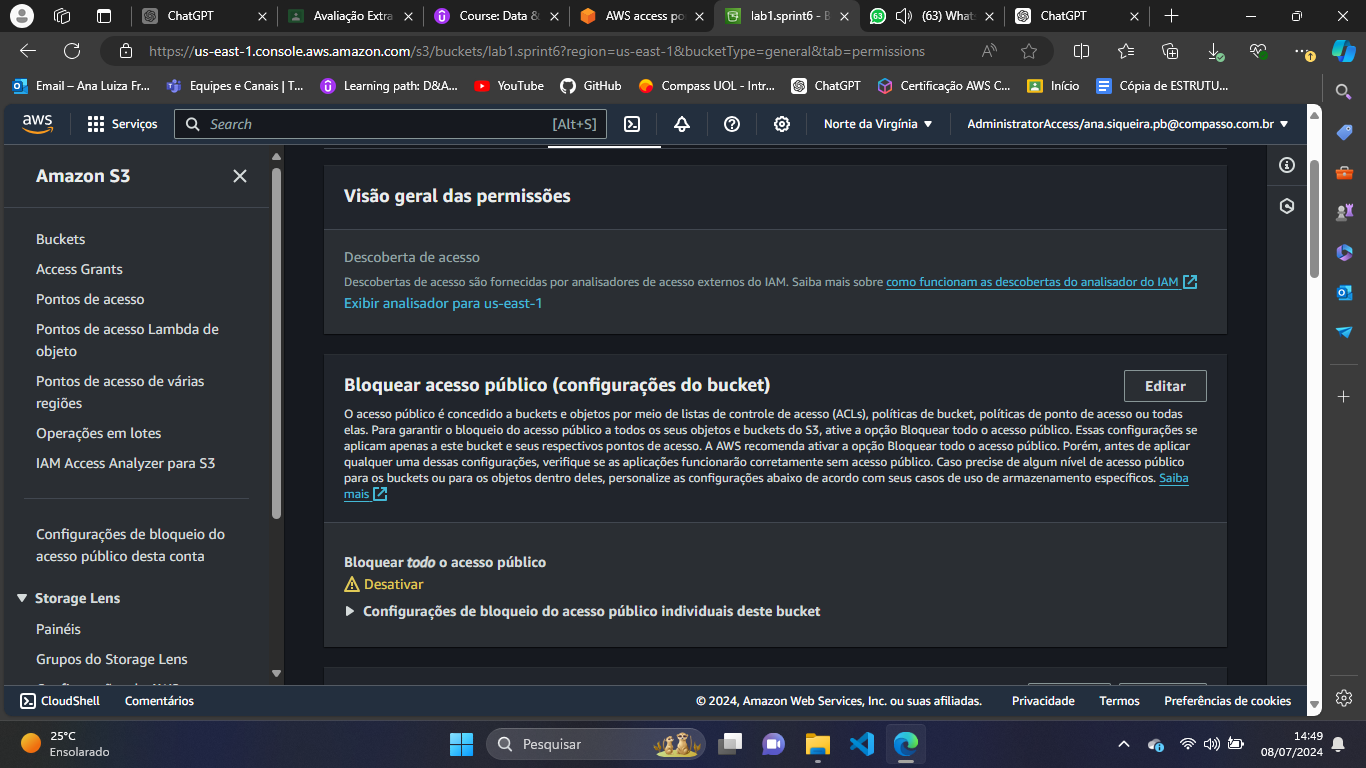 ChatGPT
Avaliação Extra
Course: Data &
AWS access po
lab1.sprint6 - B
63
(63) What
ChatGPT
https://us-east-1.console.aws.amazon.com/s3/buckets/lab1.sprint6?region=us-east-1&bucketType=general&tab=permissions
Email – Ana Luiza Fr...
Equipes e Canais | T...
Learning path: D&A...
YouTube
GitHub
Compass UOL - Intr...
ChatGPT
Certificação AWS C...
Início
Cópia de ESTRUTU...
aws
Serviços
Search
[Alt+S]
Norte da Virgínia
AdministratorAccess/ana.siqueira.pb@compasso.com.br
Amazon S3
Buckets
Access Grants
Pontos de acesso
Pontos de acesso Lambda de
objeto
Pontos de acesso de várias
regiões
Operações em lotes
IAM Access Analyzer para S3
Configurações de bloqueio do
acesso público desta conta
Storage Lens
Painéis
Grupos do Storage Lens
Visão geral das permissões
Descoberta de acesso
Descobertas de acesso são fornecidas por analisadores de acesso externos do IAM. Saiba mais sobre como funcionam as descobertas do analisador do IAM
Exibir analisador para us-east-1
Bloquear acesso público (configurações do bucket)
Editar
O acesso público é concedido a buckets e objetos por meio de listas de controle de acesso (ACLs), políticas de bucket, políticas de ponto de acesso ou todas
elas. Para garantir o bloqueio do acesso público a todos os seus objetos e buckets do S3, ative a opção Bloquear todo o acesso público. Essas configurações se
aplicam apenas a este bucket e seus respectivos pontos de acesso. A AWS recomenda ativar a opção Bloquear todo o acesso público. Porém, antes de aplicar
qualquer uma dessas configurações, verifique se as aplicações funcionarão corretamente sem acesso público. Caso precise de algum nível de acesso público
para os buckets ou para os objetos dentro deles, personalize as configurações abaixo de acordo com seus casos de uso de armazenamento específicos. Saiba
mais
Bloquear todo o acesso público
Desativar
Configurações de bloqueio do acesso público individuais deste bucket
CloudShell
Comentários
© 2024, Amazon Web Services, Inc. ou suas afiliadas.
Privacidade
Termos
Preferências de cookies
25°C
Ensolarado
Pesquisar
14:49
08/07/2024